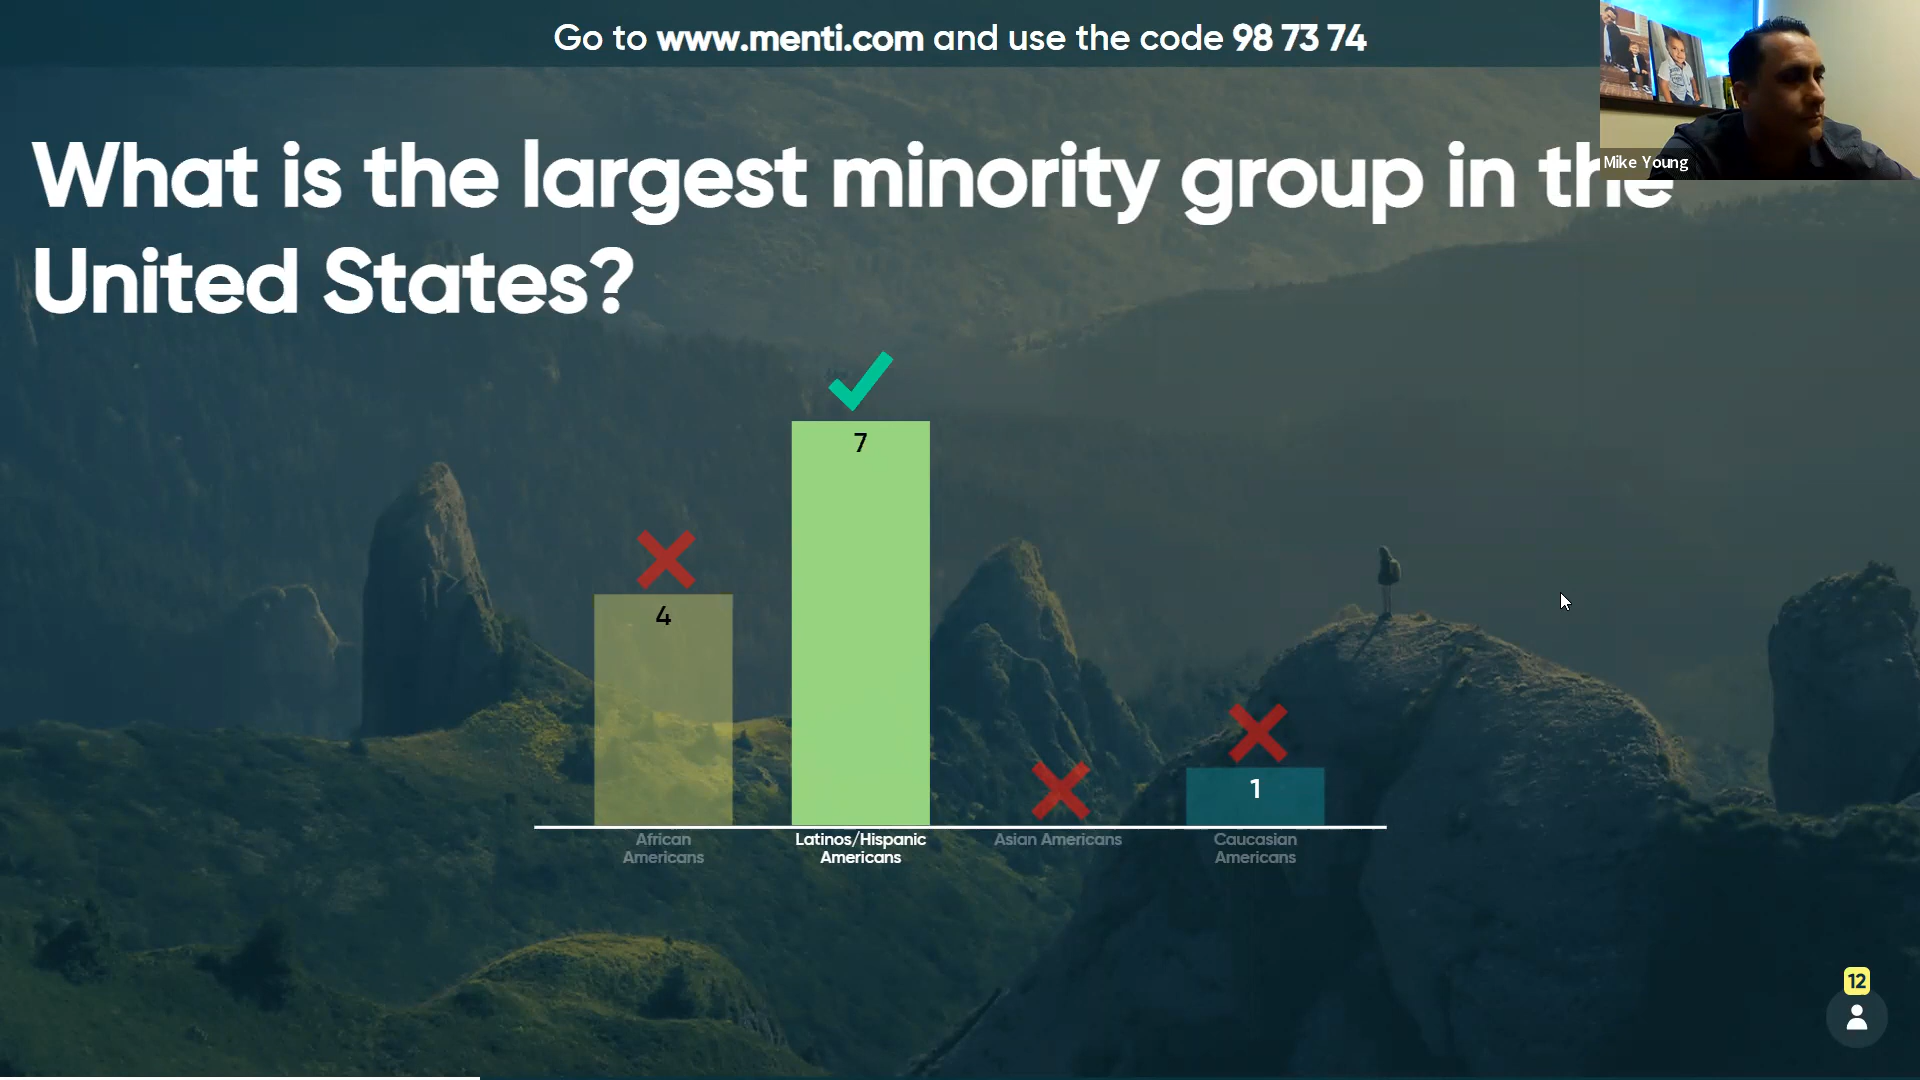 Go to www.menti.com and use the code 98 73 74
Mike Young
What is the largest minority group in the
United States?
7
4
1
African
Americans
Latinos/Hispanic
Americans
Asian Americans
Caucasian
Americans
12